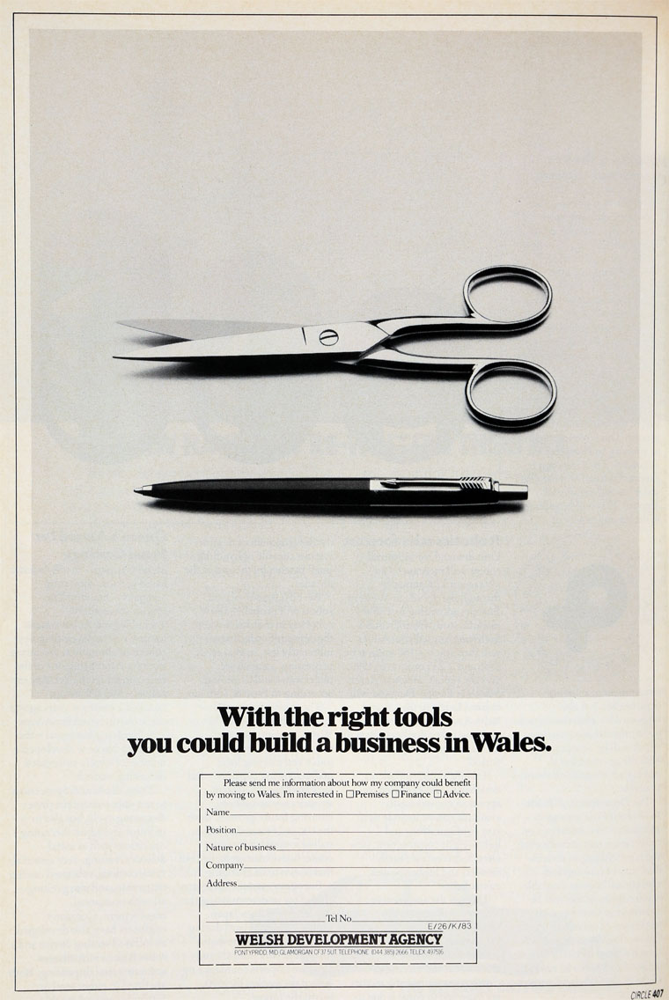 With the right tools
you could build a business in Wales.
Please send me information about how my company could benefit
by moving to Wales. I'm interested in ☐Premises ☐Finance ☐Advice.
Name
Position
Nature of business
Company
Address
Tel No
E/26/K/83
WELSH DEVELOPMENT AGENCY
PONTYPRIDD, MID GLAMORGAN CF37 5UT. TELEPHONE (044 385) 2666 TELEX 497516
CIRCLE 407